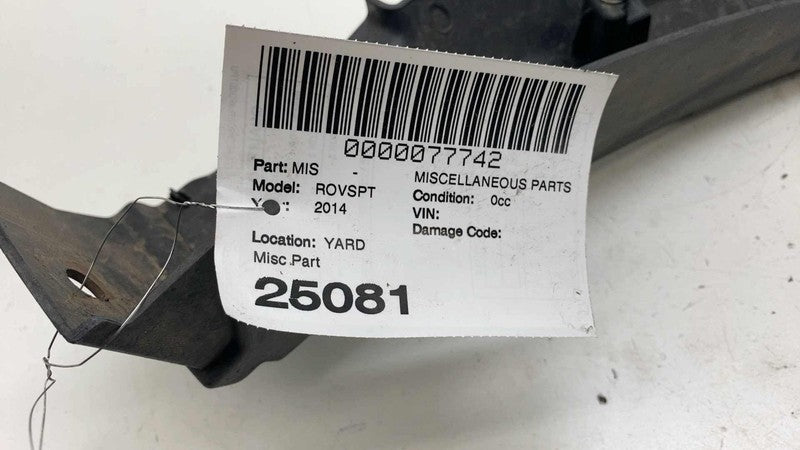 0000077742
Part: MIS - MISCELLANEOUS PARTS
Model: ROVSPT Condition: 0cc
2014 VIN:
Damage Code:
Location: YARD
Misc Part
25081